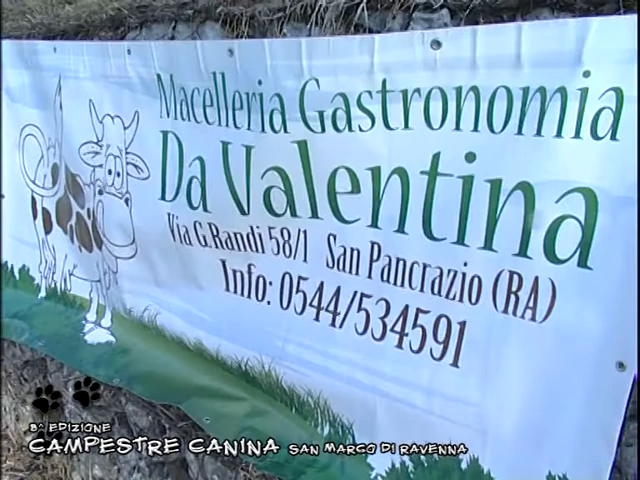 Macelleria Gastronomia
Da Valentina
Via G.Randi 58/1 San Pancrazio (RA)
Info: 0544/534591
8^ EDIZIONE
CAMPESTRE CANINA SAN MARCO DI RAVENNA